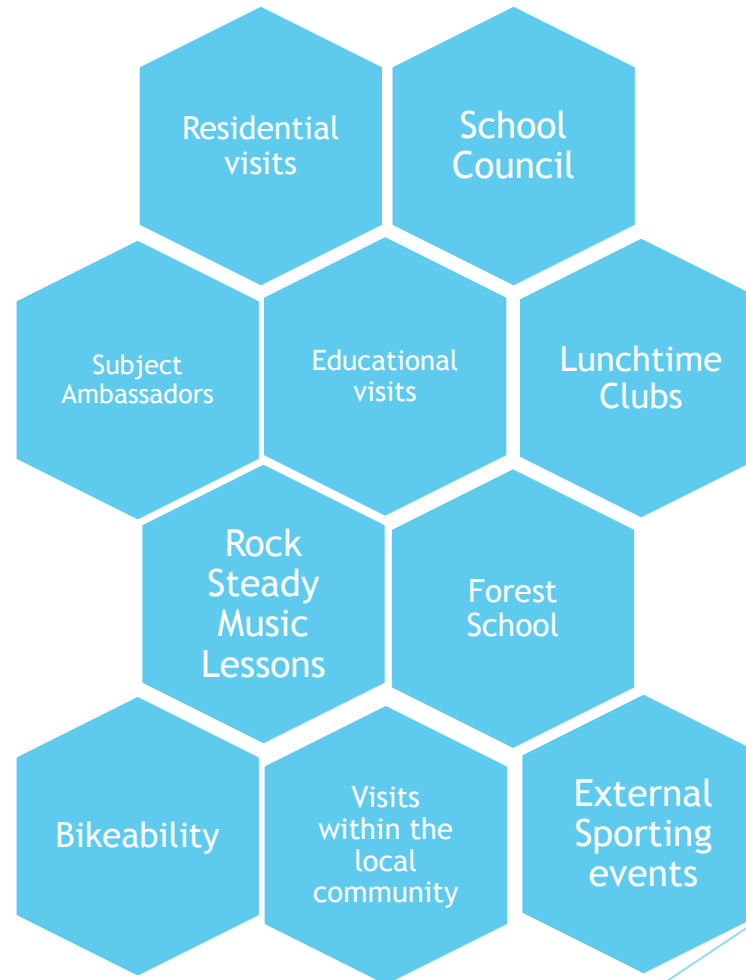 Residential
visits
School
Council
Subject
Ambassadors
Educational
visits
Lunchtime
Clubs
Rock
Steady
Music
Lessons
Forest
School
Bikeability
Visits
within the
local
community
External
Sporting
events